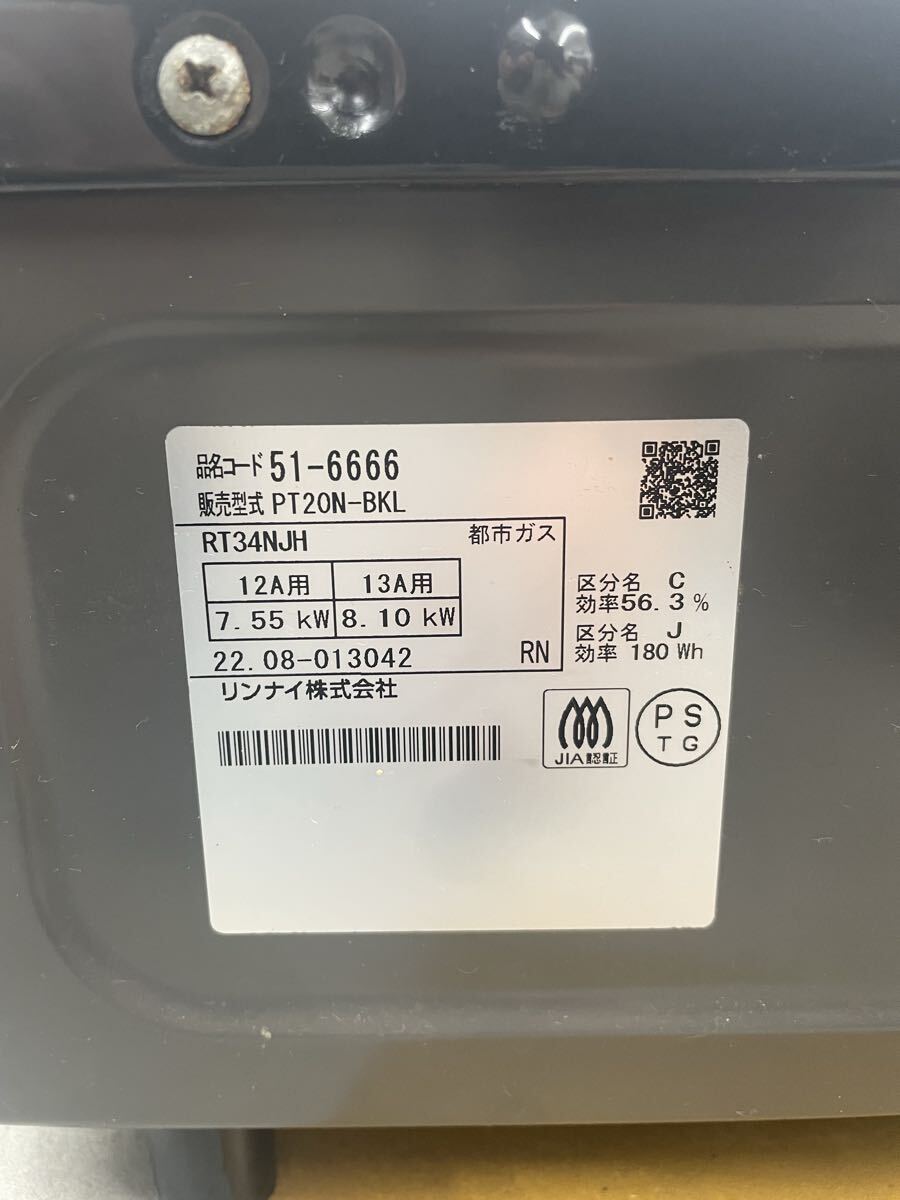 品名コード 51-6666
販売型式 PT20N-BKL
RT34NJH 都市ガス
12A用 13A用
7.55 kW 8.10 kW
22.08-013042 RN
リンナイ株式会社
区分名 C
効率56.3%
区分名 J
効率 180 Wh
JIA認証
PS
TG